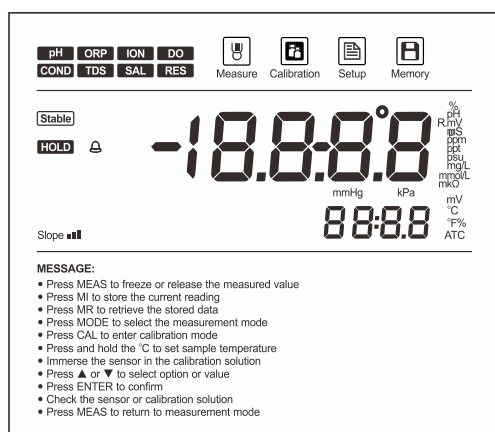 pH ORP ION DO
COND TDS SAL RES
Measure Calibration Setup Memory
Stable
HOLD
-18.8:8.8
%
pH
R.mV
µS
ppm
ppt
psu
mg/L
mmol/L
mkΩ
mmHg kPa
88:8.8
mV
°C
°F%
ATC
Slope
MESSAGE:
• Press MEAS to freeze or release the measured value
• Press MI to store the current reading
• Press MR to retrieve the stored data
• Press MODE to select the measurement mode
• Press CAL to enter calibration mode
• Press and hold the °C to set sample temperature
• Immerse the sensor in the calibration solution
• Press ▲ or ▼ to select option or value
• Press ENTER to confirm
• Check the sensor or calibration solution
• Press MEAS to return to measurement mode